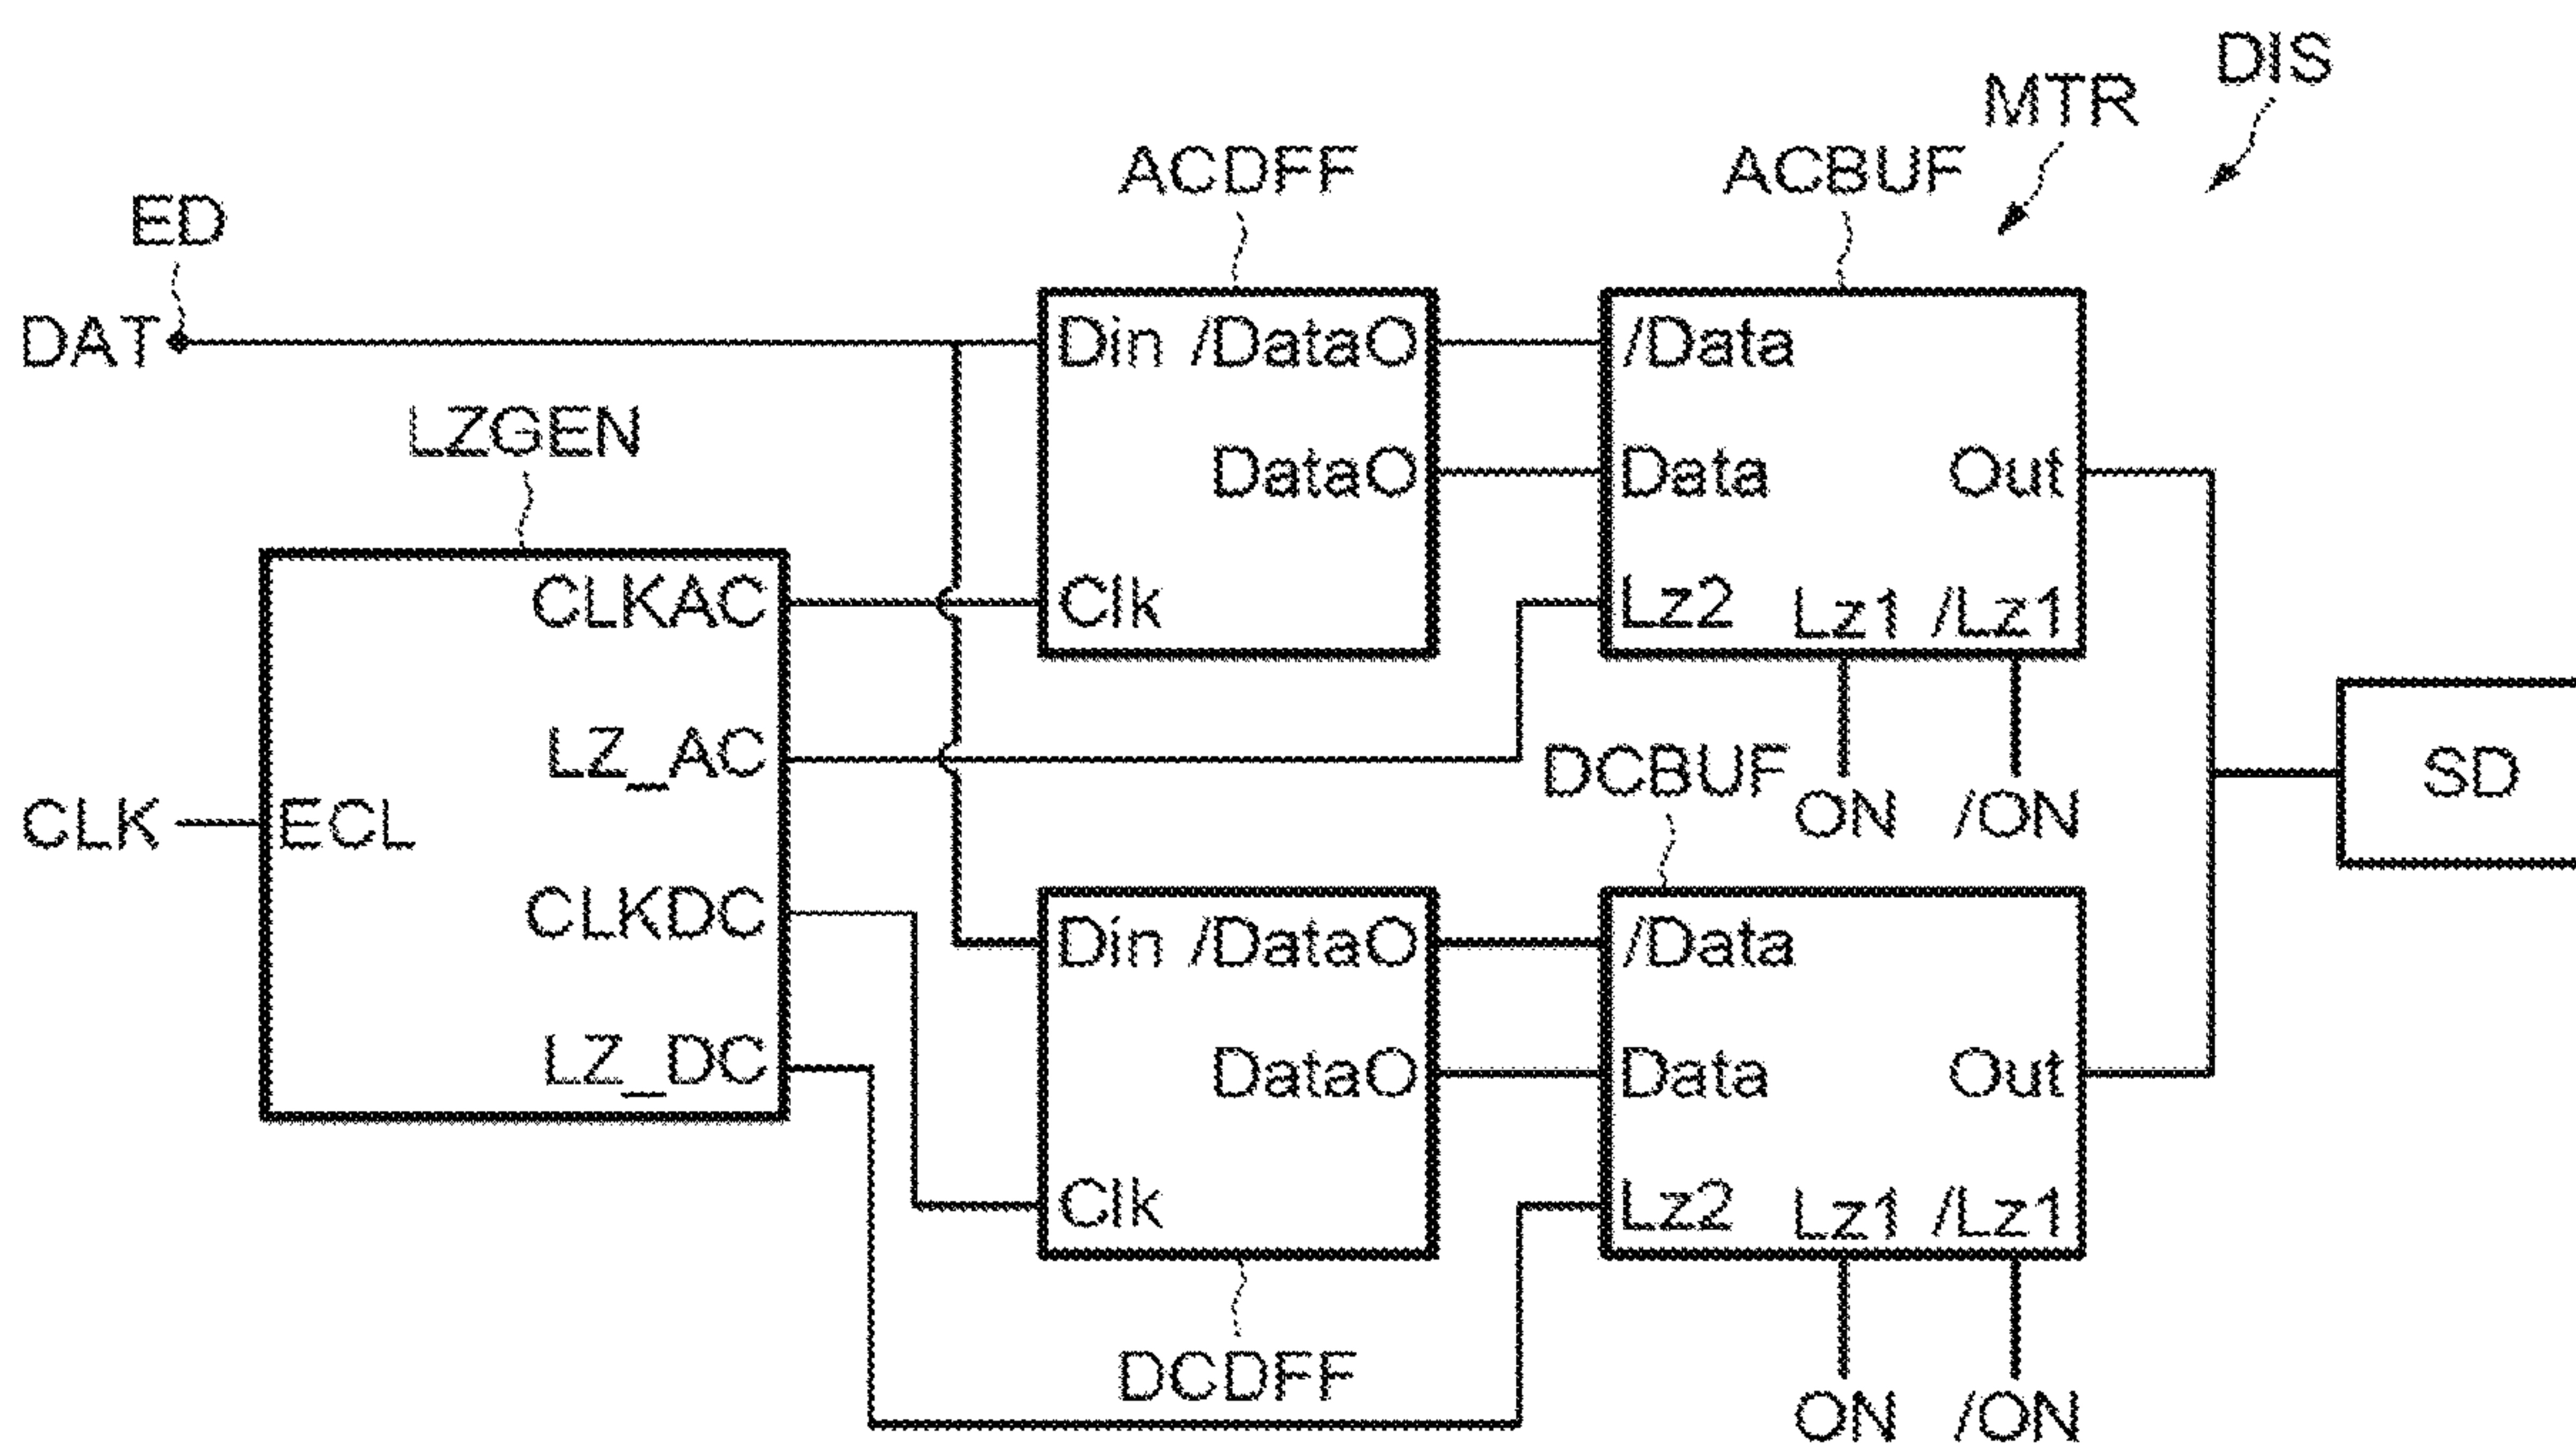 DIS
MTR
ACDFF
ACBUF
ED
DAT
Din /DataO
/Data
LZGEN
DataO
Data
Out
CLKAC
Clk
Lz2
Lz1 /Lz1
LZ_AC
DCBUF
SD
CLK
ECL
ON /ON
CLKDC
Din /DataO
/Data
LZ_DC
DataO
Data
Out
Clk
Lz2
Lz1 /Lz1
DCDFF
ON /ON